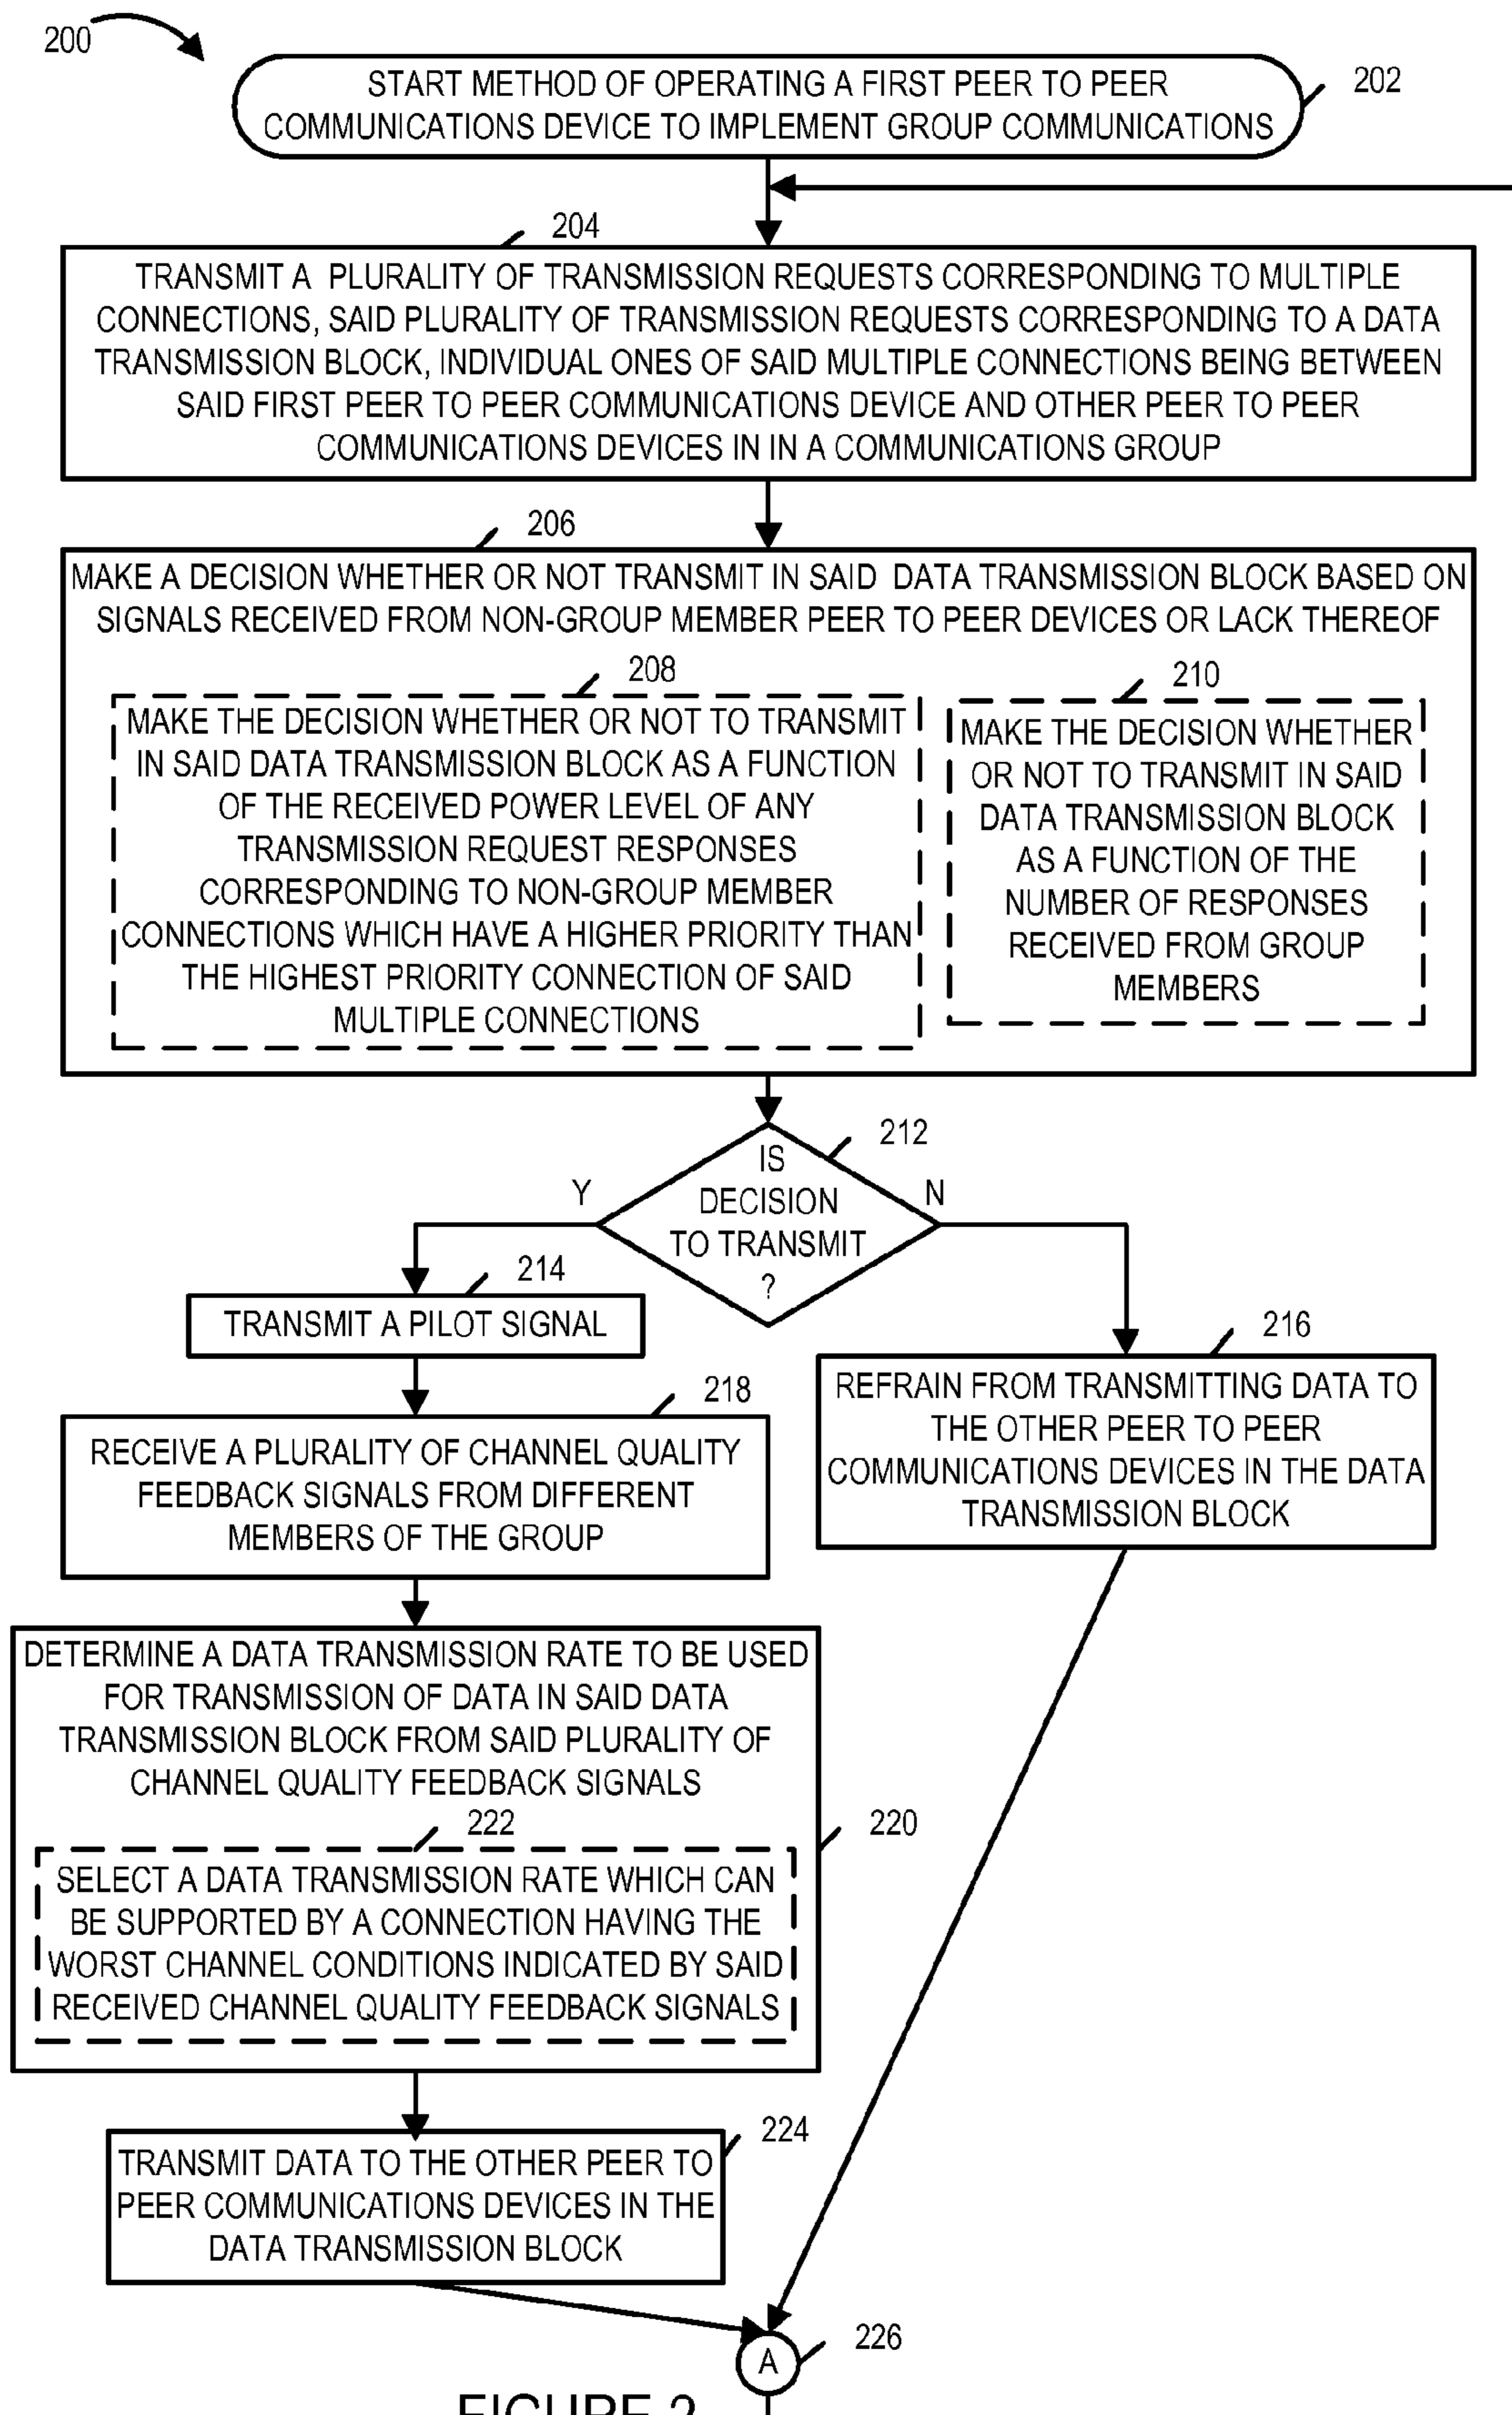 200
START METHOD OF OPERATING A FIRST PEER TO PEER
COMMUNICATIONS DEVICE TO IMPLEMENT GROUP COMMUNICATIONS
202
204
TRANSMIT A PLURALITY OF TRANSMISSION REQUESTS CORRESPONDING TO MULTIPLE
CONNECTIONS, SAID PLURALITY OF TRANSMISSION REQUESTS CORRESPONDING TO A DATA
TRANSMISSION BLOCK, INDIVIDUAL ONES OF SAID MULTIPLE CONNECTIONS BEING BETWEEN
SAID FIRST PEER TO PEER COMMUNICATIONS DEVICE AND OTHER PEER TO PEER
COMMUNICATIONS DEVICES IN IN A COMMUNICATIONS GROUP
206
MAKE A DECISION WHETHER OR NOT TRANSMIT IN SAID DATA TRANSMISSION BLOCK BASED ON
SIGNALS RECEIVED FROM NON-GROUP MEMBER PEER TO PEER DEVICES OR LACK THEREOF
208
MAKE THE DECISION WHETHER OR NOT TO TRANSMIT
IN SAID DATA TRANSMISSION BLOCK AS A FUNCTION
OF THE RECEIVED POWER LEVEL OF ANY
TRANSMISSION REQUEST RESPONSES
CORRESPONDING TO NON-GROUP MEMBER
CONNECTIONS WHICH HAVE A HIGHER PRIORITY THAN
THE HIGHEST PRIORITY CONNECTION OF SAID
MULTIPLE CONNECTIONS
210
MAKE THE DECISION WHETHER
OR NOT TO TRANSMIT IN SAID
DATA TRANSMISSION BLOCK
AS A FUNCTION OF THE
NUMBER OF RESPONSES
RECEIVED FROM GROUP
MEMBERS
212
IS
DECISION
TO TRANSMIT
?
Y
N
214
TRANSMIT A PILOT SIGNAL
216
REFRAIN FROM TRANSMITTING DATA TO
THE OTHER PEER TO PEER
COMMUNICATIONS DEVICES IN THE DATA
TRANSMISSION BLOCK
218
RECEIVE A PLURALITY OF CHANNEL QUALITY
FEEDBACK SIGNALS FROM DIFFERENT
MEMBERS OF THE GROUP
DETERMINE A DATA TRANSMISSION RATE TO BE USED
FOR TRANSMISSION OF DATA IN SAID DATA
TRANSMISSION BLOCK FROM SAID PLURALITY OF
CHANNEL QUALITY FEEDBACK SIGNALS
220
222
SELECT A DATA TRANSMISSION RATE WHICH CAN
BE SUPPORTED BY A CONNECTION HAVING THE
WORST CHANNEL CONDITIONS INDICATED BY SAID
RECEIVED CHANNEL QUALITY FEEDBACK SIGNALS
224
TRANSMIT DATA TO THE OTHER PEER TO
PEER COMMUNICATIONS DEVICES IN THE
DATA TRANSMISSION BLOCK
A
226
FIGURE 2